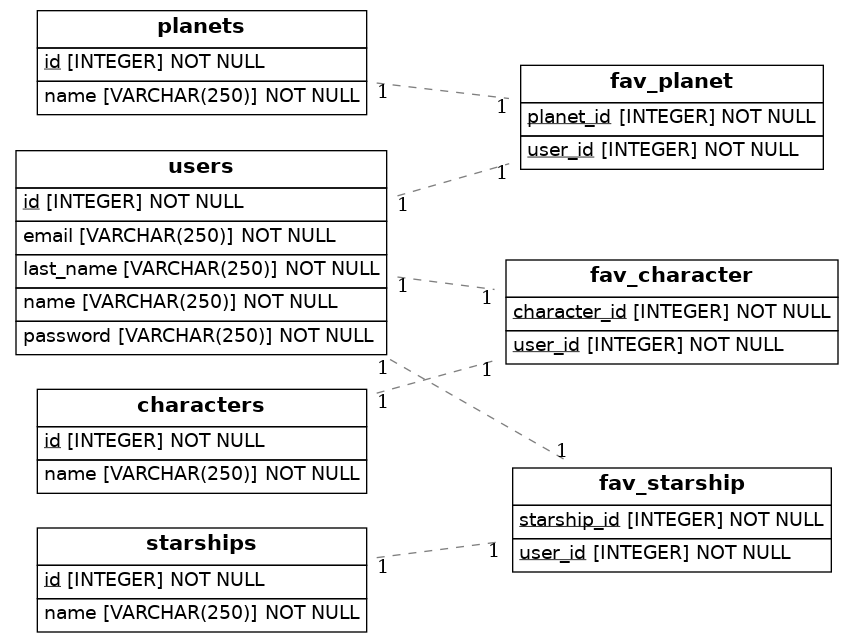 planets
id [INTEGER] NOT NULL
name [VARCHAR(250)] NOT NULL
1
1
fav_planet
planet_id [INTEGER] NOT NULL
user_id [INTEGER] NOT NULL
1
1
users
id [INTEGER] NOT NULL
email [VARCHAR(250)] NOT NULL
last_name [VARCHAR(250)] NOT NULL
name [VARCHAR(250)] NOT NULL
password [VARCHAR(250)] NOT NULL
1
1
fav_character
character_id [INTEGER] NOT NULL
user_id [INTEGER] NOT NULL
1
1
1
1
characters
id [INTEGER] NOT NULL
name [VARCHAR(250)] NOT NULL
fav_starship
starship_id [INTEGER] NOT NULL
user_id [INTEGER] NOT NULL
1
1
starships
id [INTEGER] NOT NULL
name [VARCHAR(250)] NOT NULL